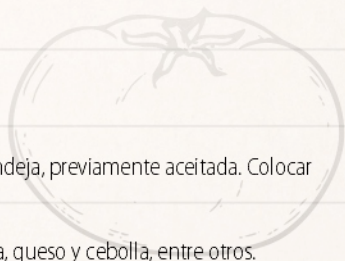 ndeja, previamente aceitada. Colocar
a, queso y cebolla, entre otros.